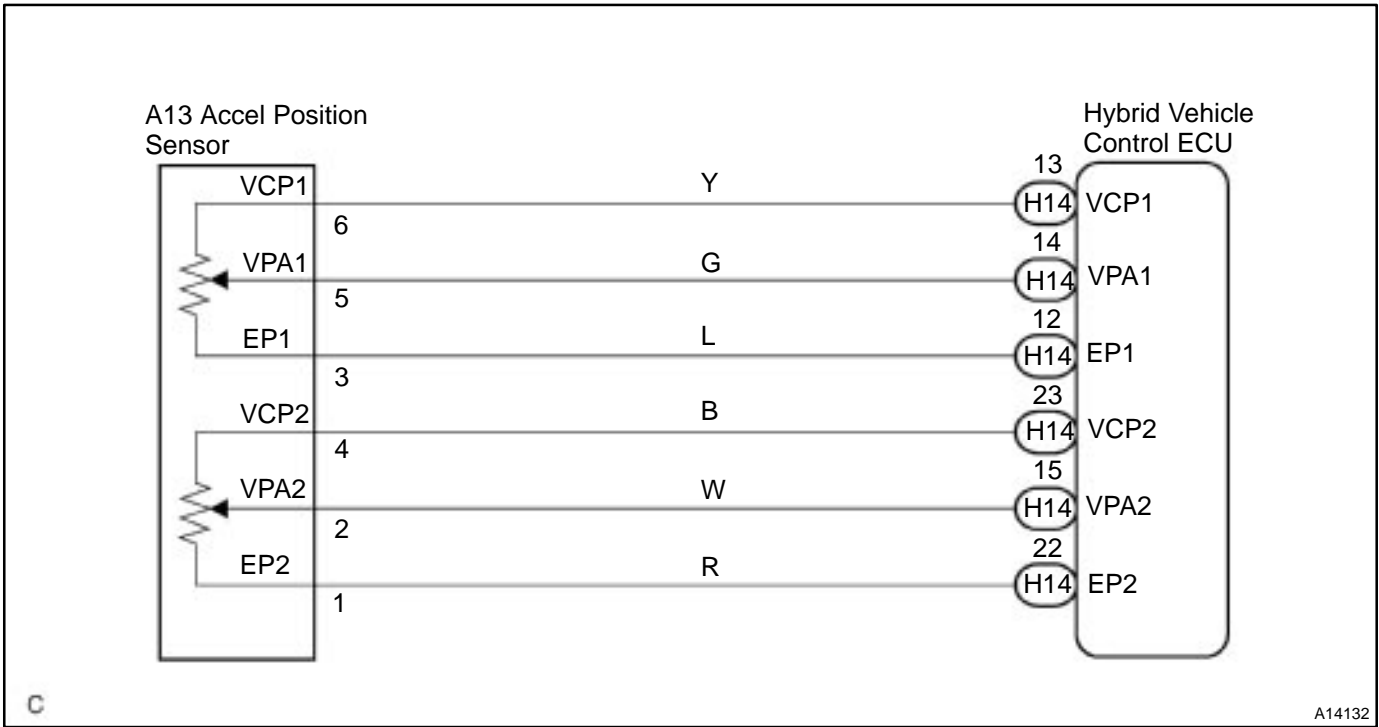 A13 Accel Position
Sensor
Hybrid Vehicle
Control ECU
VCP1
6
Y
13
H14
VCP1
VPA1
5
G
14
H14
VPA1
EP1
3
L
12
H14
EP1
VCP2
4
B
23
H14
VCP2
VPA2
2
W
15
H14
VPA2
EP2
1
R
22
H14
EP2
C
A14132